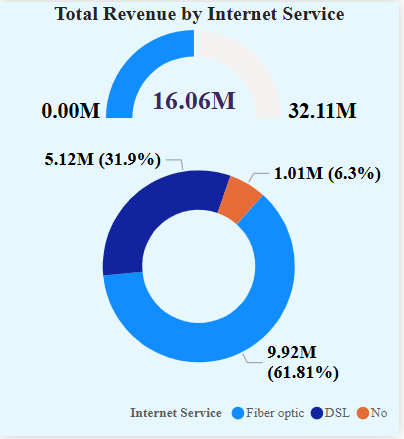 Total Revenue by Internet Service
16.06M
0.00M
32.11M
5.12M (31.9%)
1.01M (6.3%)
9.92M
(61.81%)
Internet Service Fiber optic DSL No